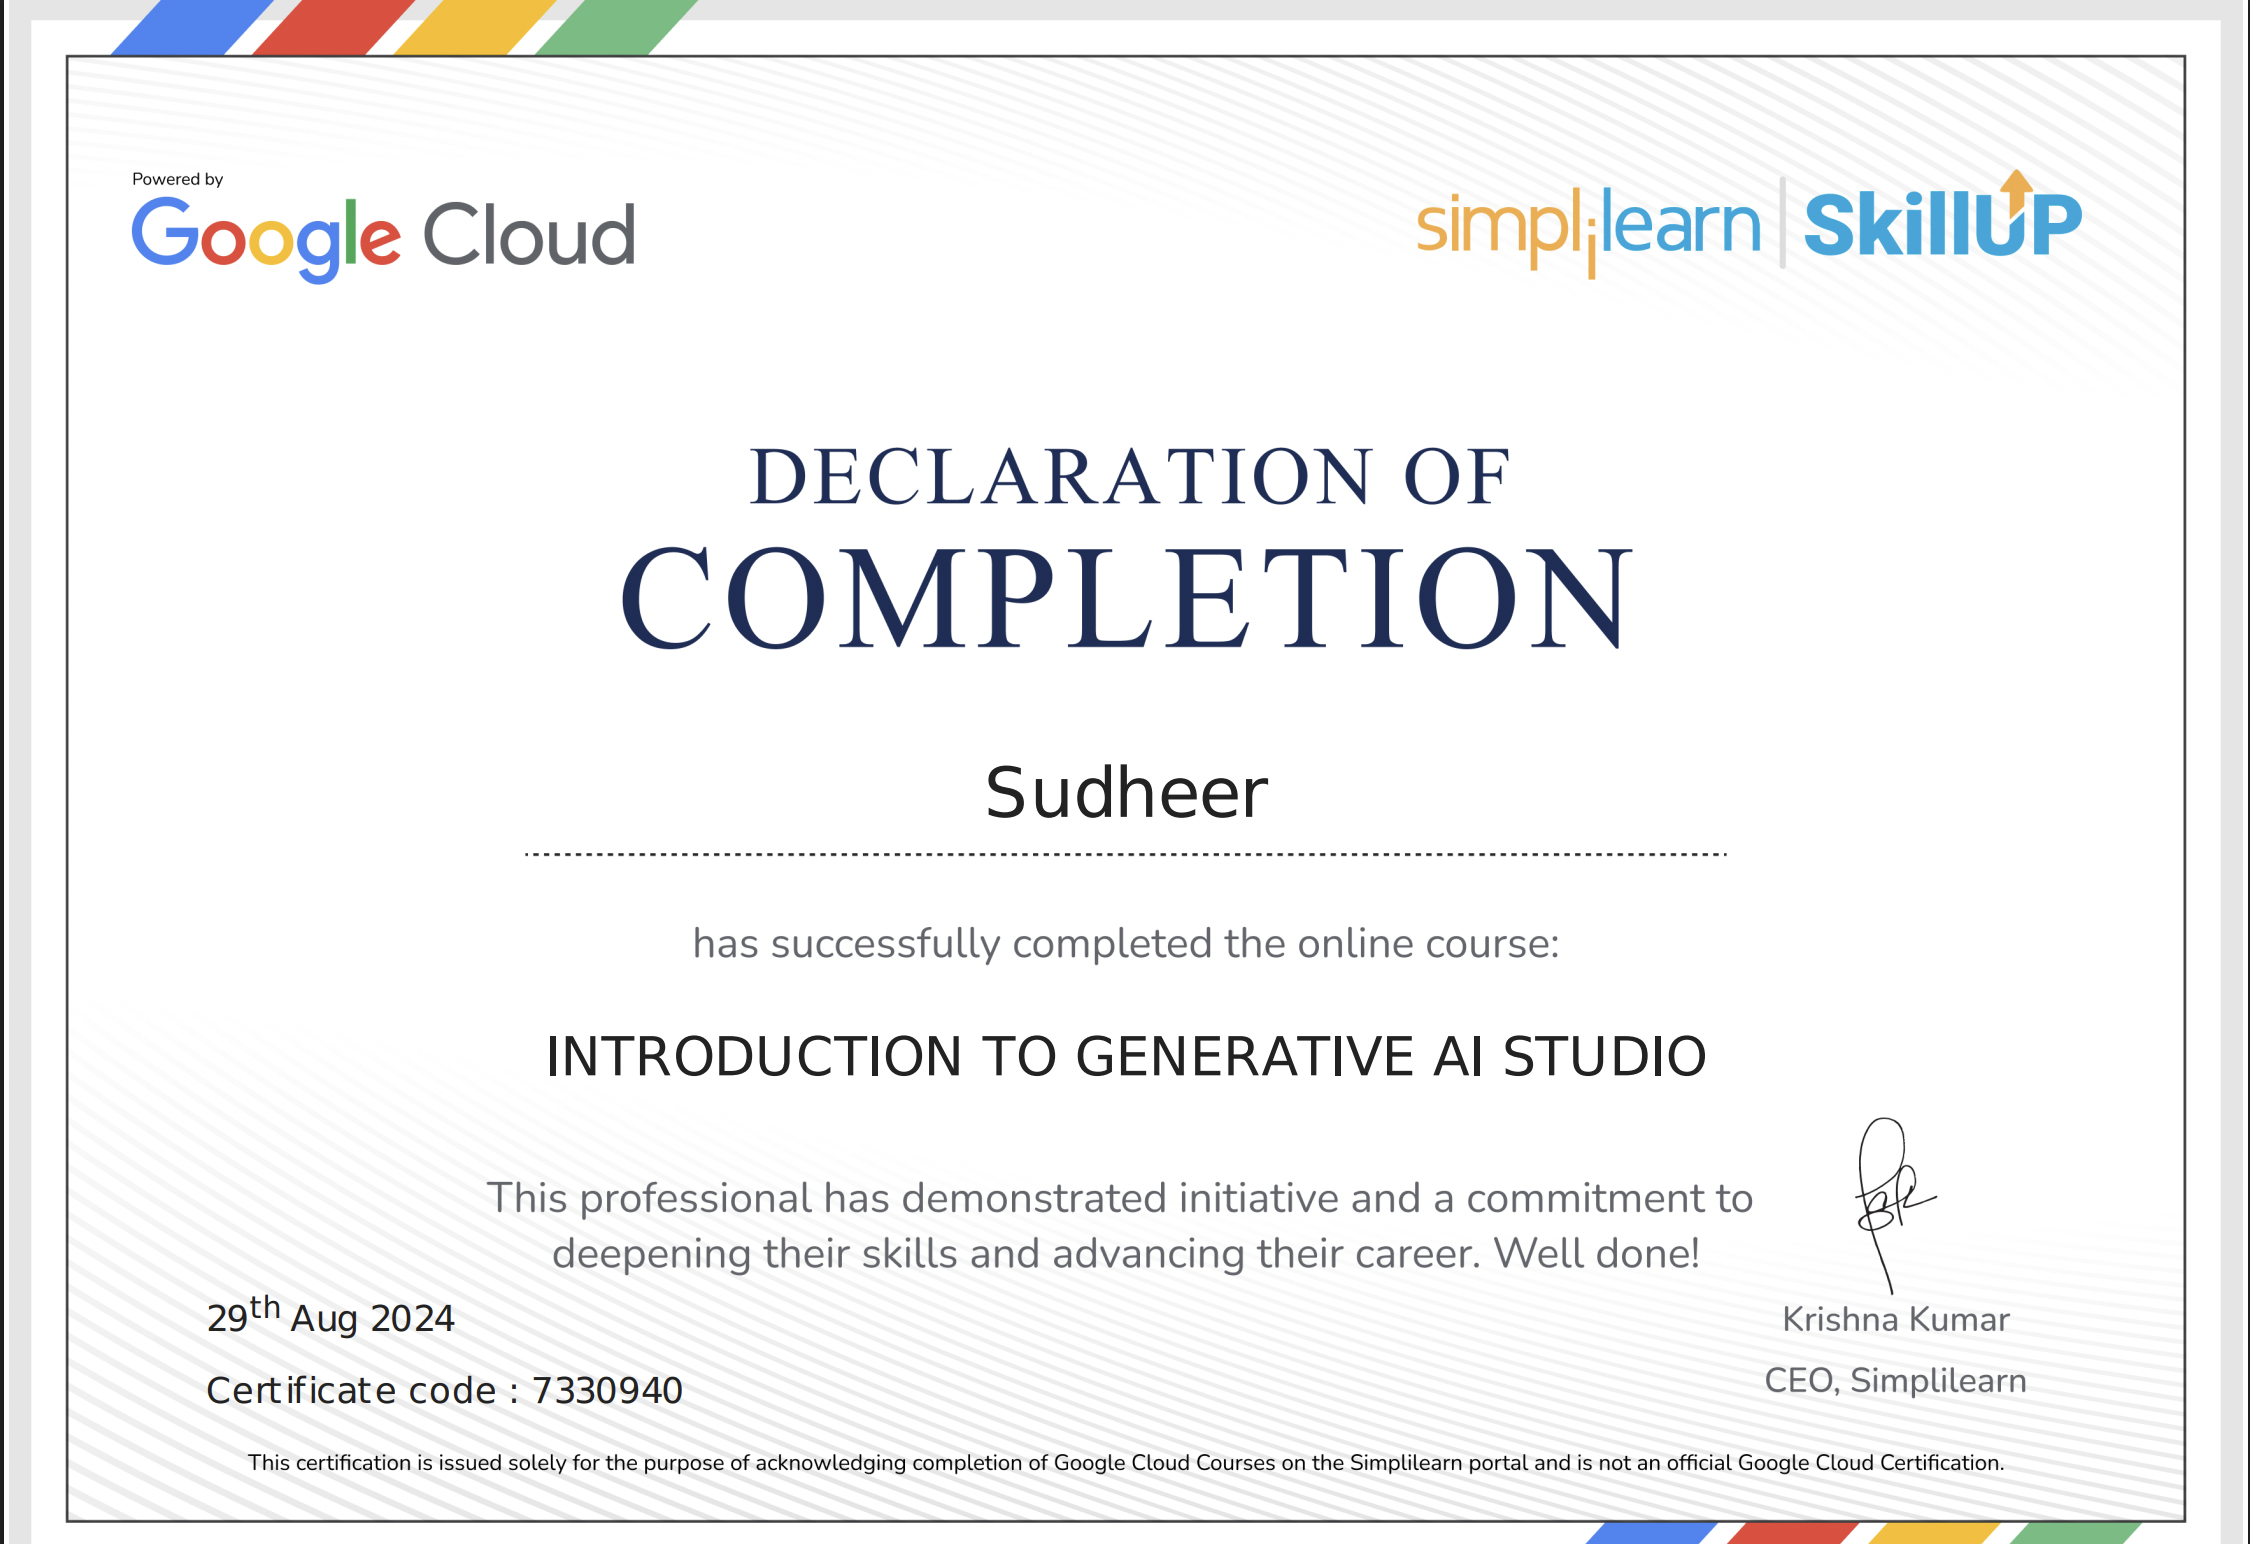 Powered by
Google Cloud
simplilearn | SkillUP
DECLARATION OF
COMPLETION
Sudheer
has successfully completed the online course:
INTRODUCTION TO GENERATIVE AI STUDIO
This professional has demonstrated initiative and a commitment to
deepening their skills and advancing their career. Well done!
29th Aug 2024
Krishna Kumar
CEO, Simplilearn
Certificate code : 7330940
This certification is issued solely for the purpose of acknowledging completion of Google Cloud Courses on the Simplilearn portal and is not an official Google Cloud Certification.